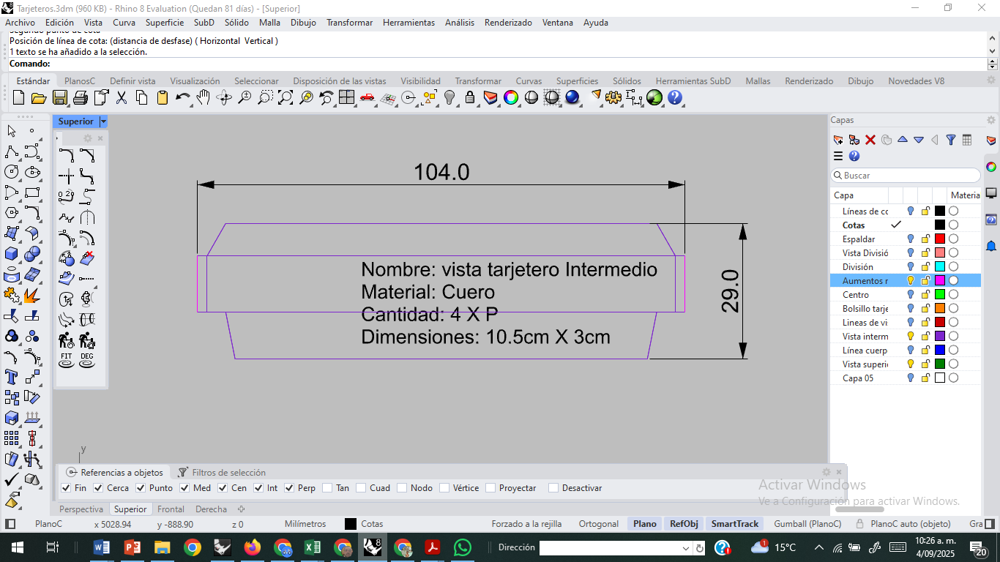 Tarjeteros.3dm (960 KB) - Rhino 8 Evaluation (Quedan 81 días) - [Superior]
Archivo Edición Vista Curva Superficie SubD Sólido Malla Dibujo Transformar Herramientas Análisis Renderizado Ventana Ayuda
Segundo punto de cota
Posición de línea de cota: (distancia de desfase) ( Horizontal Vertical )
1 texto se ha añadido a la selección.
Comando:
Estándar PlanosC Definir vista Visualización Seleccionar Disposición de las vistas Visibilidad Transformar Curvas Superficies Sólidos Herramientas SubD Mallas Renderizado Dibujo Novedades V8
Superior
Capas
Buscar
Capa Materia
Líneas de cc
Cotas
Espaldar
Vista Divisió
División
Aumentos r
Centro
Bolsillo tarje
Lineas de vi
Vista interm
Línea cuerp
Vista superi
Capa 05
104.0
29.0
Nombre: vista tarjetero Intermedio
Material: Cuero
Cantidad: 4 X P
Dimensiones: 10.5cm X 3cm
FIT DEG
y
Referencias a objetos Filtros de selección
Fin Cerca Punto Med Cen Int Perp Tan Cuad Nodo Vértice Proyectar Desactivar
Activar Windows
Ve a Configuración para activar Windows.
Perspectiva Superior Frontal Derecha
PlanoC x 5028.94 y -888.90 z 0 Milímetros Cotas Forzado a la rejilla Ortogonal Plano RefObj SmartTrack Gumball (PlanoC) PlanoC auto (objeto) Gra
Dirección 15°C 10:26 a. m.
4/09/2025
20